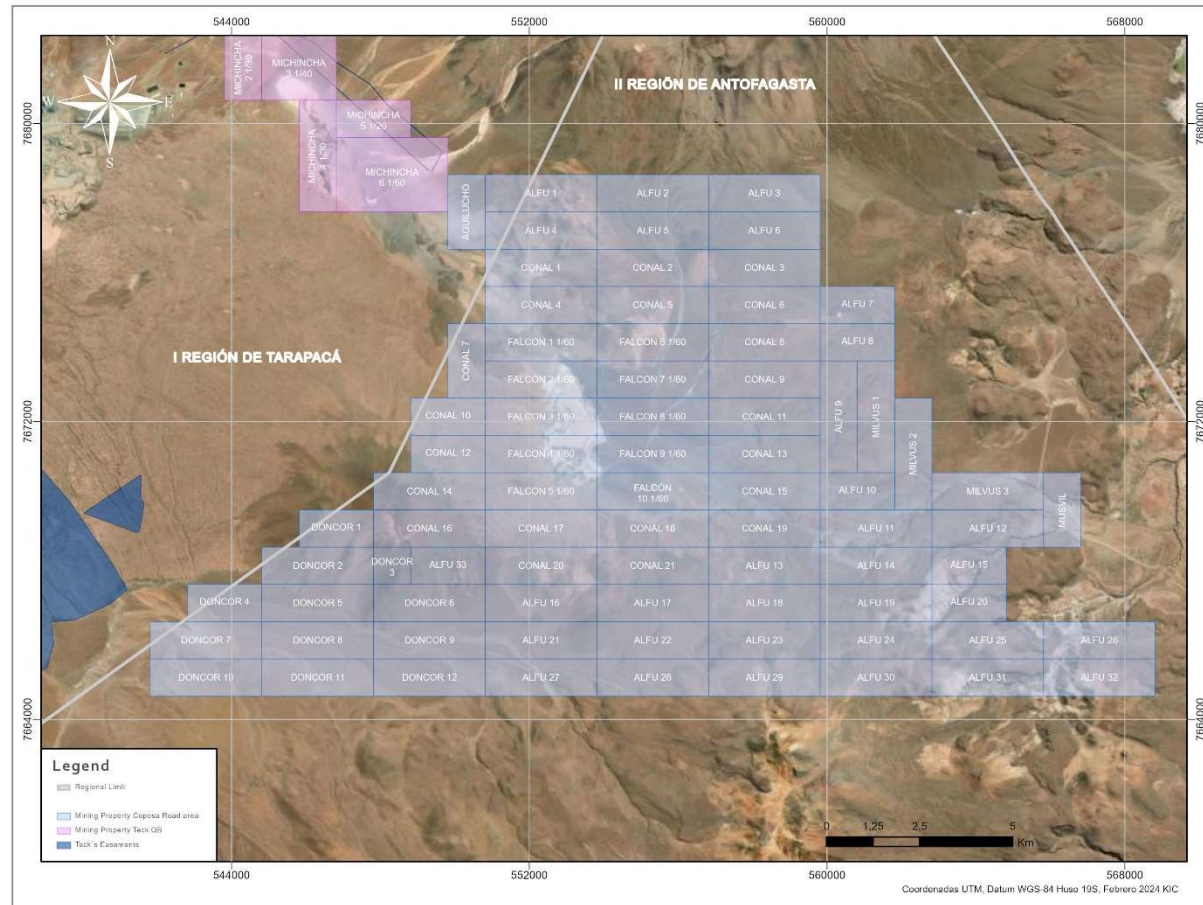 544000
552000
560000
568000
N
W
E
S
MICHINCHA
2 1/30
MICHINCHA
3 1/40
II REGIÓN DE ANTOFAGASTA
7680000
7680000
MICHINCHA
5 1/20
MICHINCHA
4 1/30
MICHINCHA
6 1/60
AGUILUCHO
ALFU 1
ALFU 2
ALFU 3
ALFU 4
ALFU 5
ALFU 6
CONAL 1
CONAL 2
CONAL 3
CONAL 4
CONAL 5
CONAL 6
ALFU 7
I REGIÓN DE TARAPACÁ
CONAL 7
FALCON 1 1/60
FALCON 6 1/60
CONAL 8
ALFU 8
FALCON 2 1/60
FALCON 7 1/60
CONAL 9
ALFU 9
MILVUS 1
7672000
7672000
CONAL 10
FALCON 3 1/60
FALCON 8 1/60
CONAL 11
MILVUS 2
CONAL 12
FALCON 4 1/60
FALCON 9 1/60
CONAL 13
CONAL 14
FALCON 5 1/60
FALCON
10 1/60
CONAL 15
ALFU 10
MILVUS 3
MUSVIL
DONCOR 1
CONAL 16
CONAL 17
CONAL 18
CONAL 19
ALFU 11
ALFU 12
DONCOR 2
DONCOR
3
ALFU 33
CONAL 20
CONAL 21
ALFU 13
ALFU 14
ALFU 15
DONCOR 4
DONCOR 5
DONCOR 6
ALFU 16
ALFU 17
ALFU 18
ALFU 19
ALFU 20
DONCOR 7
DONCOR 8
DONCOR 9
ALFU 21
ALFU 22
ALFU 23
ALFU 24
ALFU 25
ALFU 26
DONCOR 10
DONCOR 11
DONCOR 12
ALFU 27
ALFU 28
ALFU 29
ALFU 30
ALFU 31
ALFU 32
7664000
7664000
Legend
Regional Limit
Mining Property Coposa Road area
Mining Property Teck QB
Teck's Easements
0 1,25 2,5 5
Km
544000
552000
560000
568000
Coordenadas UTM, Datum WGS-84 Huso 19S, Febrero 2024 KIC